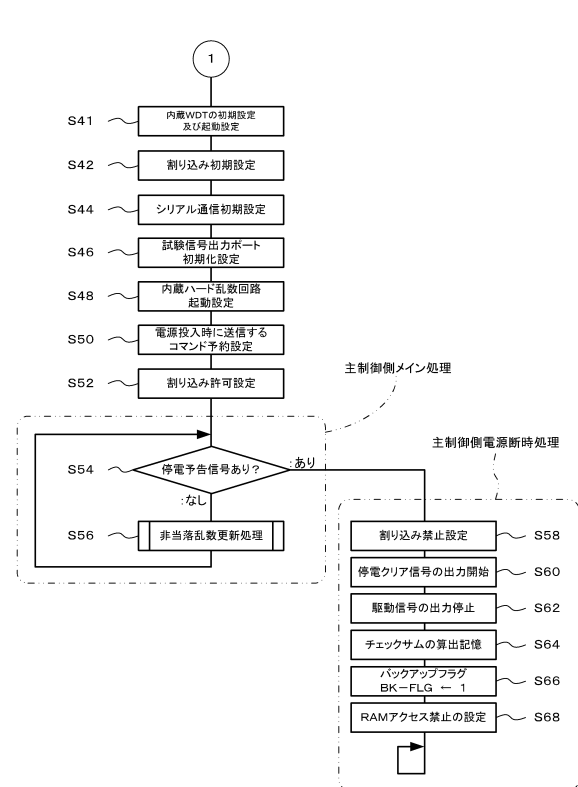 1
S41
内蔵WDTの初期設定
及び起動設定
S42
割り込み初期設定
S44
シリアル通信初期設定
S46
試験信号出力ポート
初期化設定
S48
内蔵ハード乱数回路
起動設定
S50
電源投入時に送信する
コマンド予約設定
S52
割り込み許可設定
主制御側メイン処理
S54
停電予告信号あり？
:あり
:なし
S56
非当落乱数更新処理
主制御側電源断時処理
割り込み禁止設定
S58
停電クリア信号の出力開始
S60
駆動信号の出力停止
S62
チェックサムの算出記憶
S64
バックアップフラグ
BK－FLG ← 1
S66
RAMアクセス禁止の設定
S68